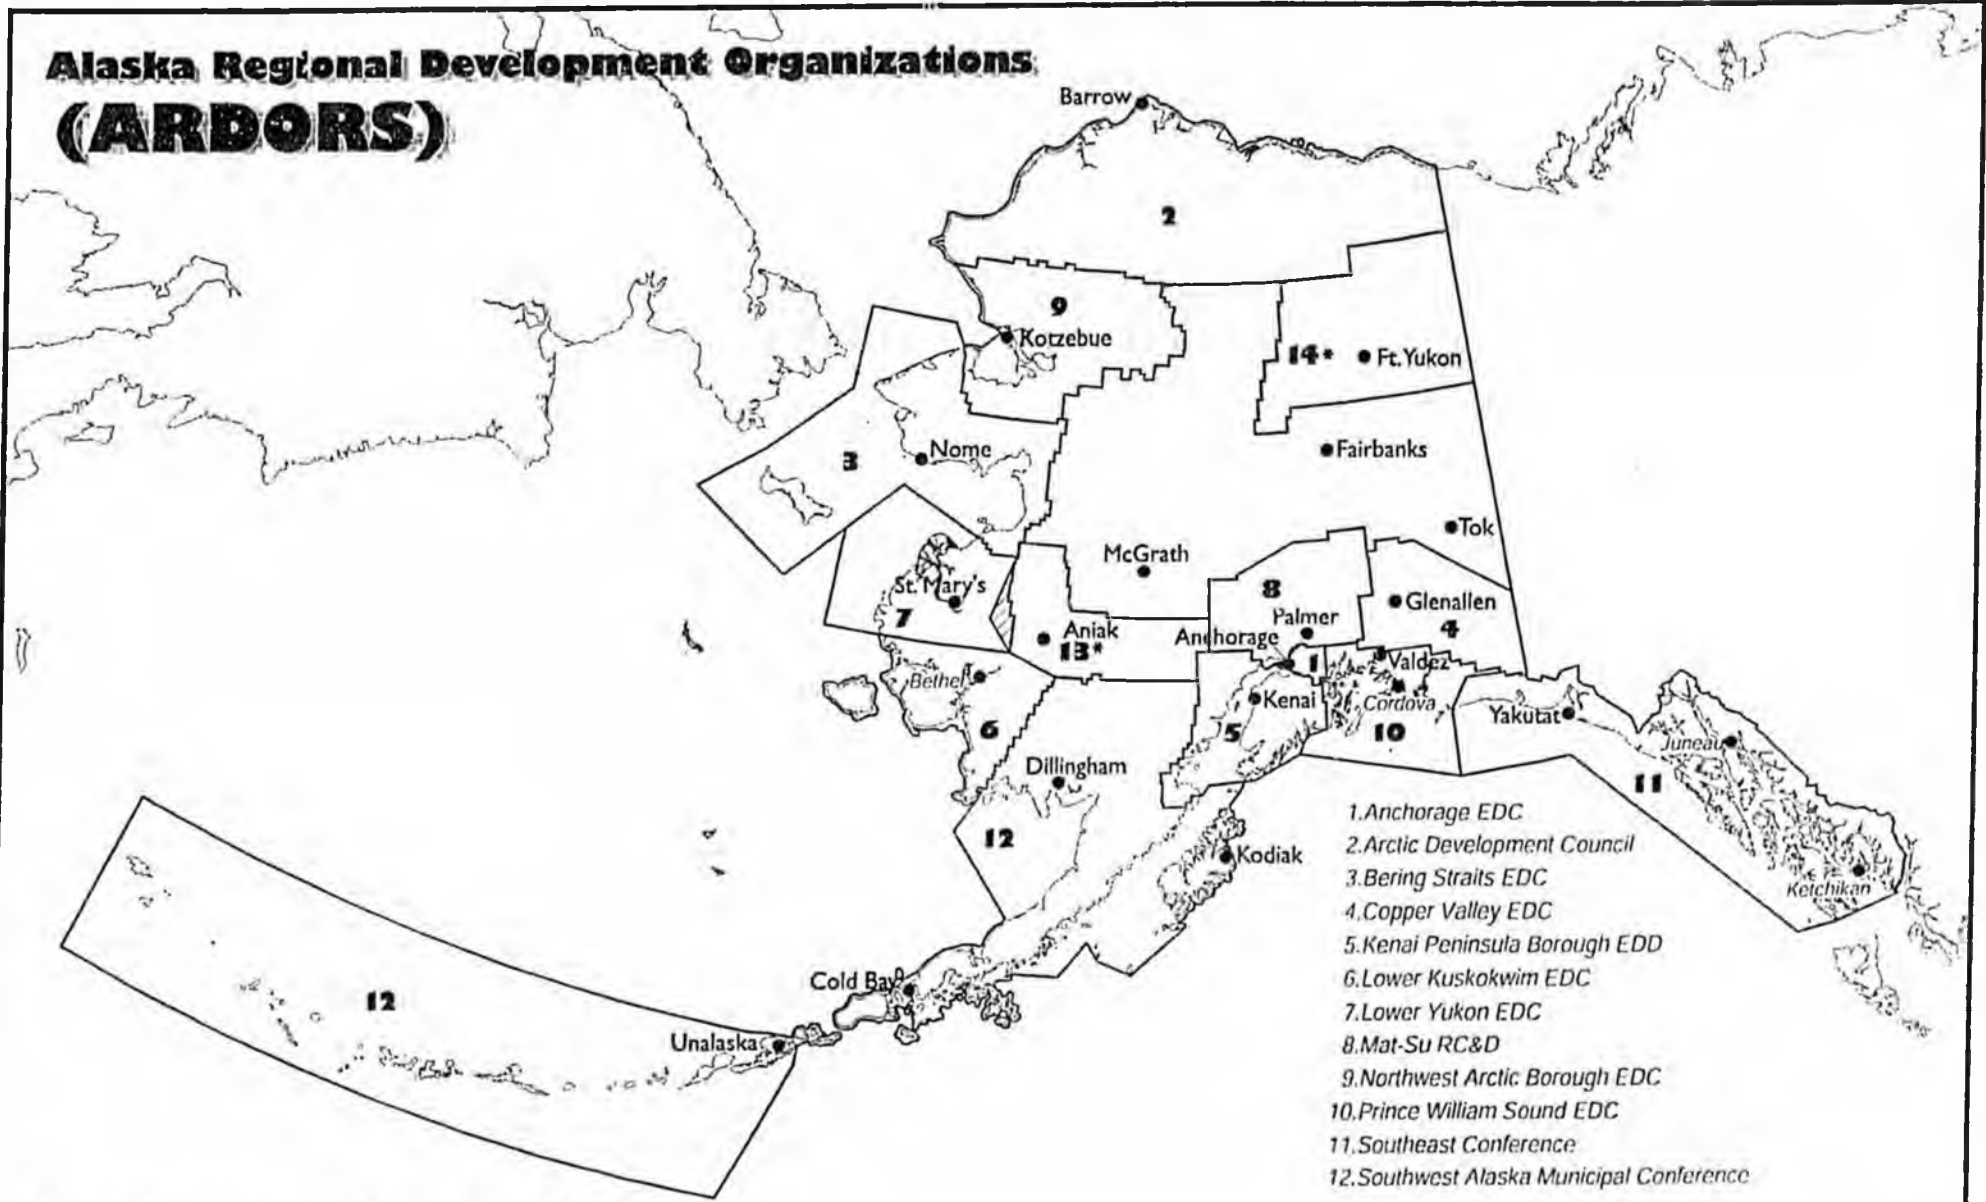 Alaska Regional Development Organizations
(ARDORS)
Barrow
2
9
Kotzebue
14*
Ft. Yukon
Fairbanks
3
Nome
Tok
McGrath
St. Mary's
7
8
Palmer
Glenallen
4
Aniak
13*
Anchorage
1
Valdez
Bethel
Kenai
Cordova
Yakutat
6
5
10
Juneau
Dillingham
11
12
Kodiak
Ketchikan
Cold Bay
12
Unalaska
1.Anchorage EDC
2.Arctic Development Council
3.Bering Straits EDC
4.Copper Valley EDC
5.Kenai Peninsula Borough EDD
6.Lower Kuskokwim EDC
7.Lower Yukon EDC
8.Mat-Su RC&D
9.Northwest Arctic Borough EDC
10.Prince William Sound EDC
11.Southeast Conference
12.Southwest Alaska Municipal Conference